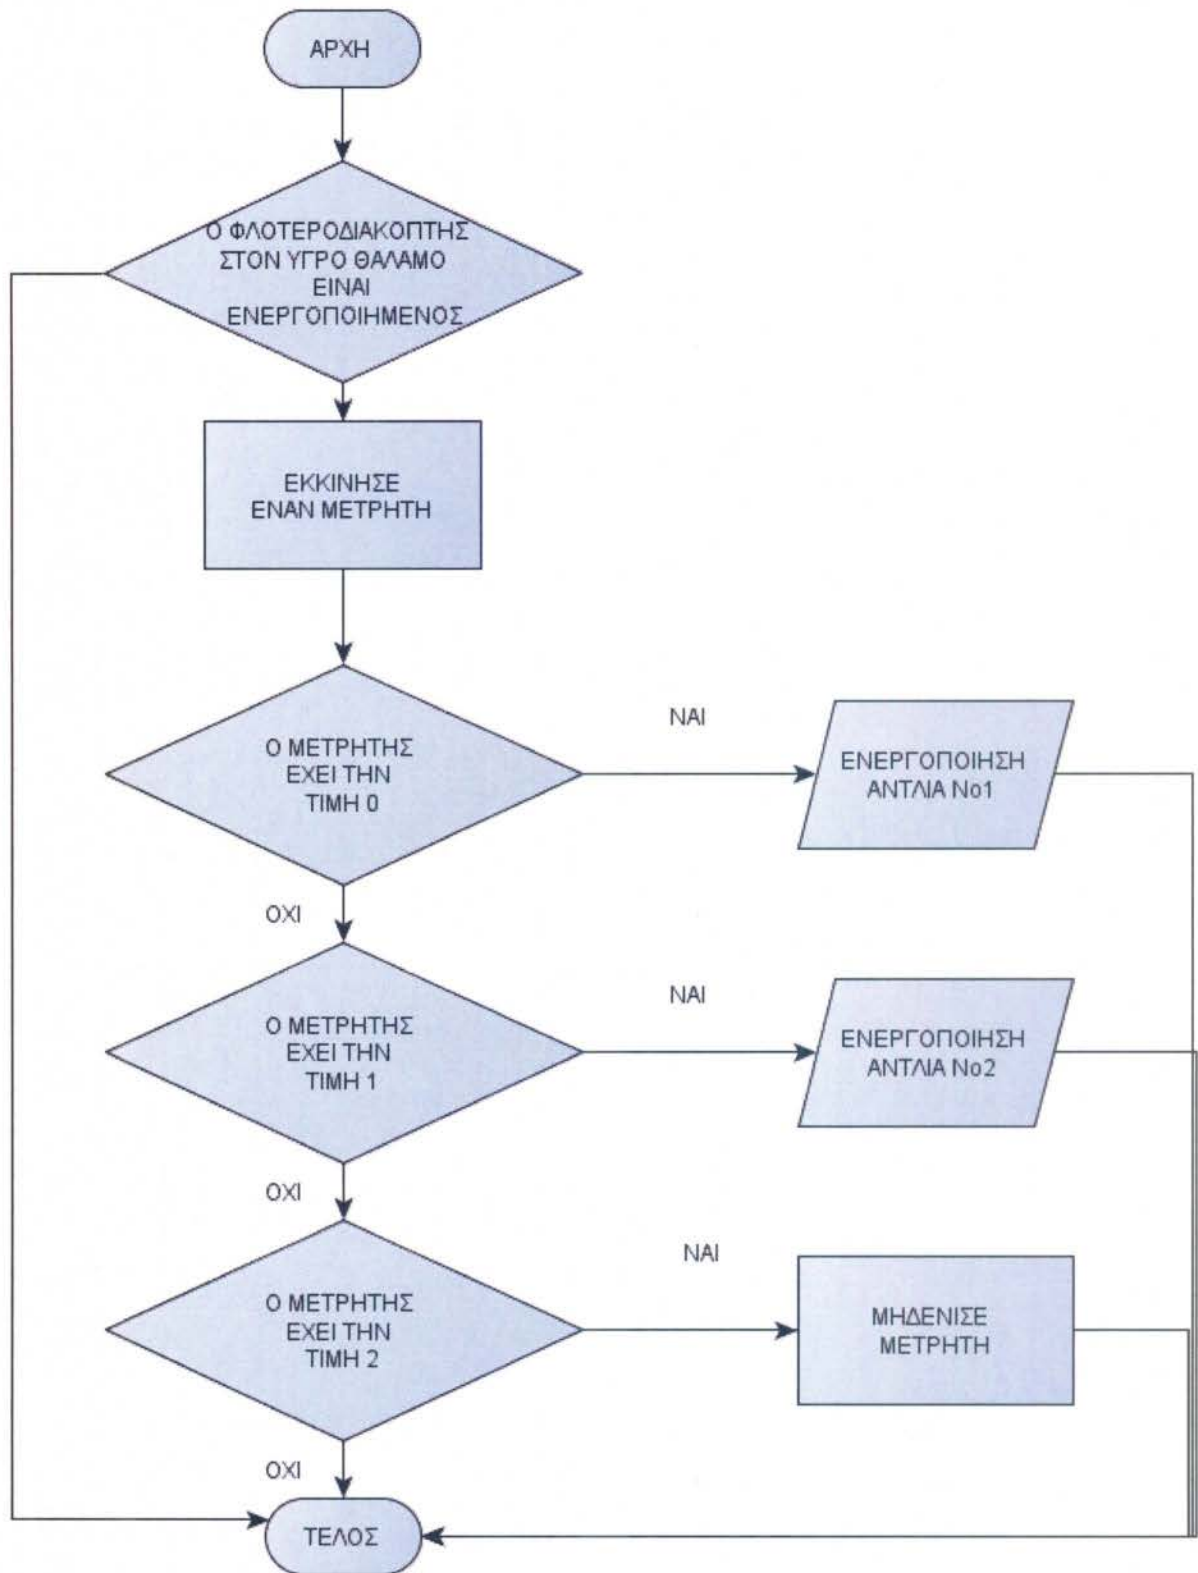 ΑΡΧΗ
Ο ΦΛΟΤΕΡΟΔΙΑΚΟΠΤΗΣ
ΣΤΟΝ ΥΓΡΟ ΘΑΛΑΜΟ
ΕΙΝΑΙ
ΕΝΕΡΓΟΠΟΙΗΜΕΝΟΣ
ΕΚΚΙΝΗΣΕ
ΕΝΑΝ ΜΕΤΡΗΤΗ
Ο ΜΕΤΡΗΤΗΣ
ΕΧΕΙ ΤΗΝ
ΤΙΜΗ 0
ΝΑΙ
ΕΝΕΡΓΟΠΟΙΗΣΗ
ΑΝΤΛΙΑ Νο1
ΟΧΙ
Ο ΜΕΤΡΗΤΗΣ
ΕΧΕΙ ΤΗΝ
ΤΙΜΗ 1
ΝΑΙ
ΕΝΕΡΓΟΠΟΙΗΣΗ
ΑΝΤΛΙΑ Νο2
ΟΧΙ
Ο ΜΕΤΡΗΤΗΣ
ΕΧΕΙ ΤΗΝ
ΤΙΜΗ 2
ΝΑΙ
ΜΗΔΕΝΙΣΕ
ΜΕΤΡΗΤΗ
ΟΧΙ
ΤΕΛΟΣ